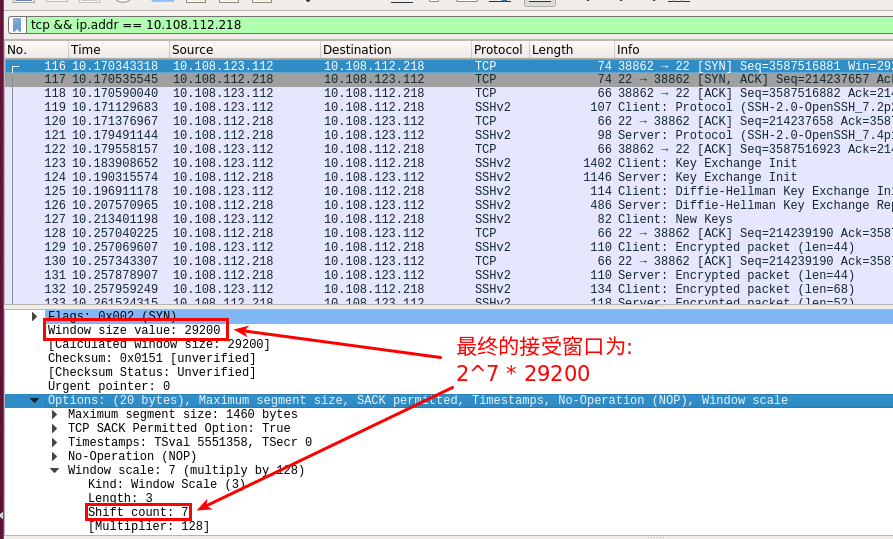 tcp && ip.addr == 10.108.112.218
No. Time Source Destination Protocol Length Info
116 10.170343318 10.108.123.112 10.108.112.218 TCP 74 38862 → 22 [SYN] Seq=3587516881 Win=292
117 10.170535545 10.108.112.218 10.108.123.112 TCP 74 22 → 38862 [SYN, ACK] Seq=214237657 Ack
118 10.170590040 10.108.123.112 10.108.112.218 TCP 66 38862 → 22 [ACK] Seq=3587516882 Ack=214
119 10.171129683 10.108.123.112 10.108.112.218 SSHv2 107 Client: Protocol (SSH-2.0-OpenSSH_7.2p2
120 10.171376967 10.108.112.218 10.108.123.112 TCP 66 22 → 38862 [ACK] Seq=214237658 Ack=3587
121 10.179491144 10.108.112.218 10.108.123.112 SSHv2 98 Server: Protocol (SSH-2.0-OpenSSH_7.4p1
122 10.179558157 10.108.123.112 10.108.112.218 TCP 66 38862 → 22 [ACK] Seq=3587516923 Ack=214
123 10.183908652 10.108.123.112 10.108.112.218 SSHv2 1402 Client: Key Exchange Init
124 10.190315574 10.108.112.218 10.108.123.112 SSHv2 1146 Server: Key Exchange Init
125 10.196911178 10.108.123.112 10.108.112.218 SSHv2 114 Client: Diffie-Hellman Key Exchange Ini
126 10.207570965 10.108.112.218 10.108.123.112 SSHv2 486 Server: Diffie-Hellman Key Exchange Rep
127 10.213401198 10.108.123.112 10.108.112.218 SSHv2 82 Client: New Keys
128 10.257040225 10.108.112.218 10.108.123.112 TCP 66 22 → 38862 [ACK] Seq=214239190 Ack=3587
129 10.257069607 10.108.123.112 10.108.112.218 SSHv2 110 Client: Encrypted packet (len=44)
130 10.257343307 10.108.112.218 10.108.123.112 TCP 66 22 → 38862 [ACK] Seq=214239190 Ack=3587
131 10.257878907 10.108.112.218 10.108.123.112 SSHv2 110 Server: Encrypted packet (len=44)
132 10.257959259 10.108.123.112 10.108.112.218 SSHv2 134 Client: Encrypted packet (len=68)
133 10.261524315 10.108.112.218 10.108.123.112 SSHv2 118 Server: Encrypted packet (len=52)
Flags: 0x002 (SYN)
Window size value: 29200
[Calculated window size: 29200]
Checksum: 0x0151 [unverified]
[Checksum Status: Unverified]
Urgent pointer: 0
Options: (20 bytes), Maximum segment size, SACK permitted, Timestamps, No-Operation (NOP), Window scale
Maximum segment size: 1460 bytes
TCP SACK Permitted Option: True
Timestamps: TSval 5551358, TSecr 0
No-Operation (NOP)
Window scale: 7 (multiply by 128)
Kind: Window Scale (3)
Length: 3
Shift count: 7
[Multiplier: 128]
最终的接受窗口为:
2^7 * 29200